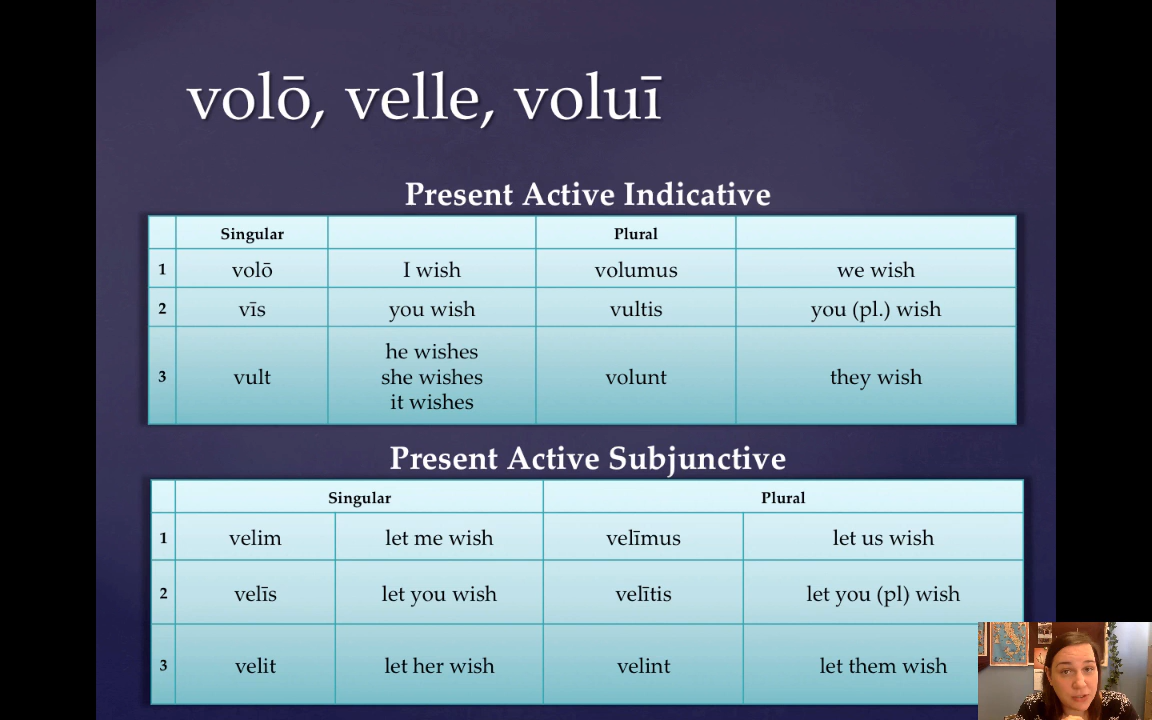 volō, velle, voluī
Present Active Indicative
Singular Plural
1 volō I wish volumus we wish
2 vīs you wish vultis you (pl.) wish
he wishes
3 vult she wishes volunt they wish
it wishes
Present Active Subjunctive
Singular Plural
1 velim let me wish velīmus let us wish
2 velīs let you wish velītis let you (pl) wish
3 velit let her wish velint let them wish